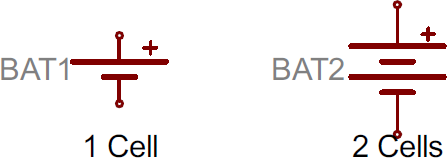 BAT1
+
1 Cell
BAT2
+
2 Cells